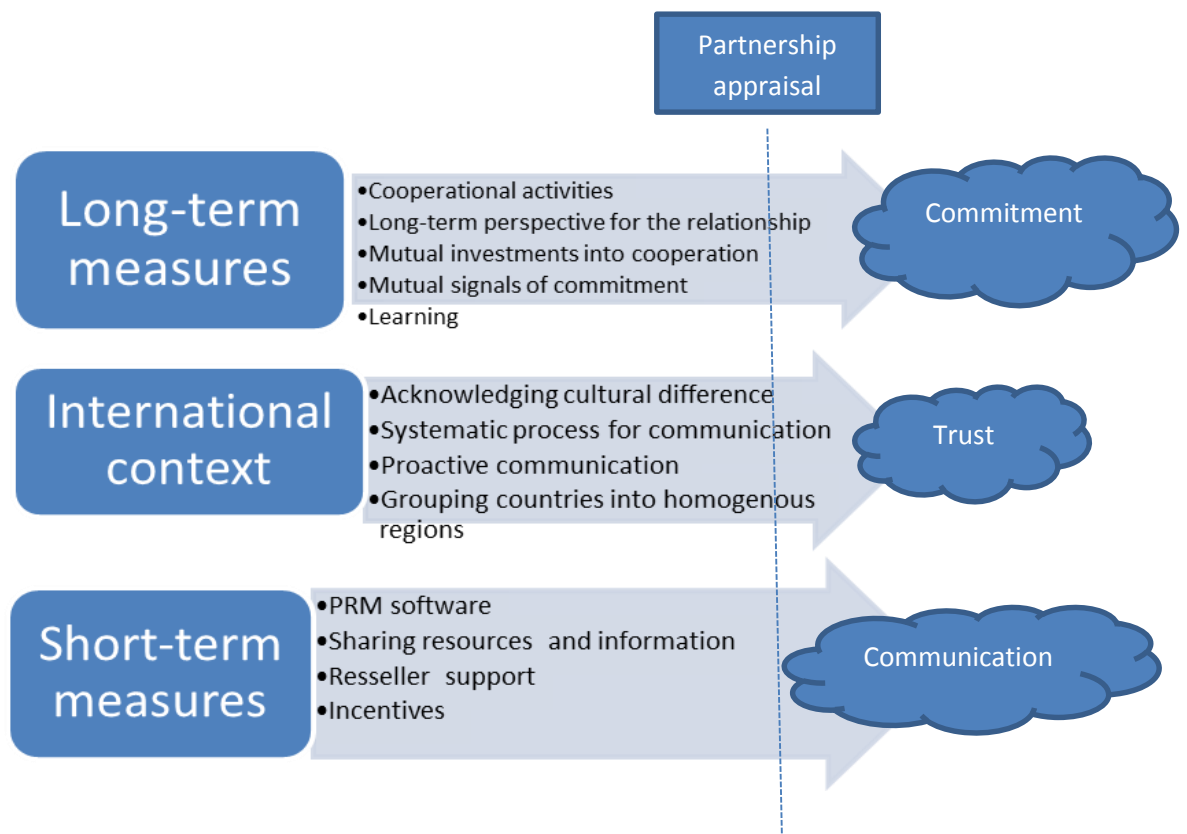 Partnership
appraisal
Long-term
measures
•Cooperational activities
•Long-term perspective for the relationship
•Mutual investments into cooperation
•Mutual signals of commitment
•Learning
Commitment
International
context
•Acknowledging cultural difference
•Systematic process for communication
•Proactive communication
•Grouping countries into homogenous
regions
Trust
Short-term
measures
•PRM software
•Sharing resources and information
•Resseller support
•Incentives
Communication